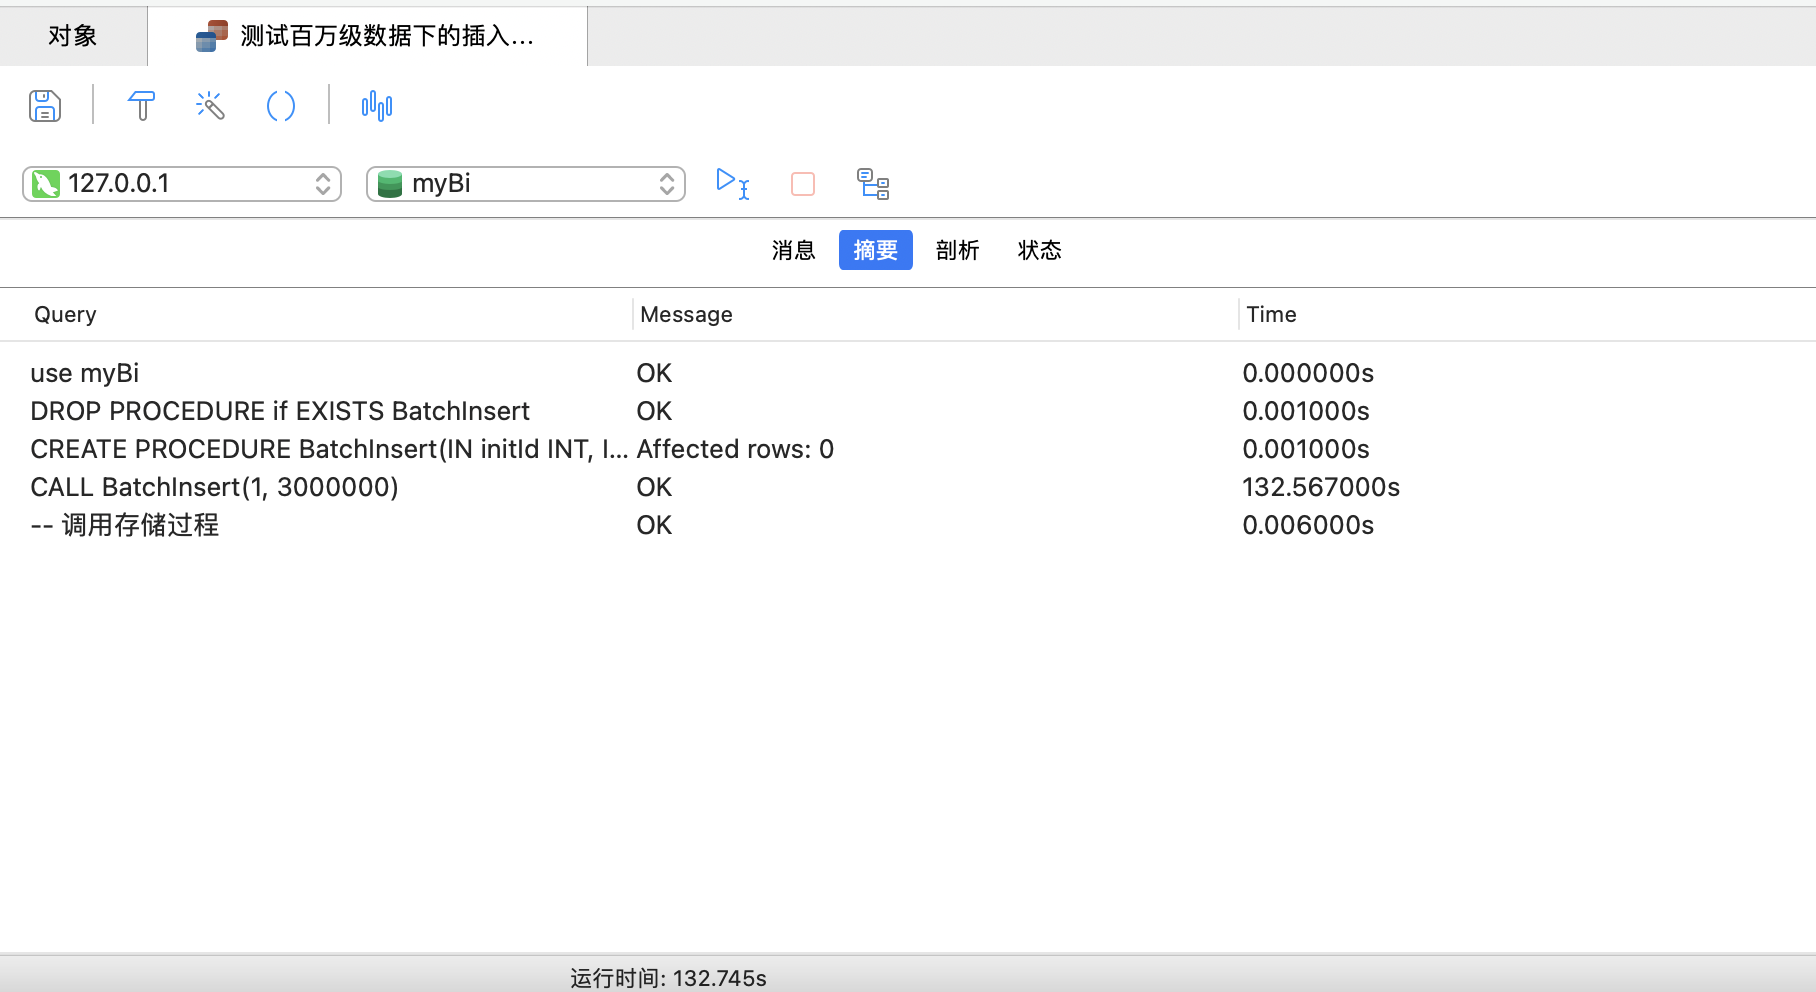 对象
测试百万级数据下的插入...
127.0.0.1
myBi
消息 摘要 剖析 状态
Query Message Time
use myBi OK 0.000000s
DROP PROCEDURE if EXISTS BatchInsert OK 0.001000s
CREATE PROCEDURE BatchInsert(IN initId INT, I... Affected rows: 0 0.001000s
CALL BatchInsert(1, 3000000) OK 132.567000s
-- 调用存储过程 OK 0.006000s
运行时间: 132.745s